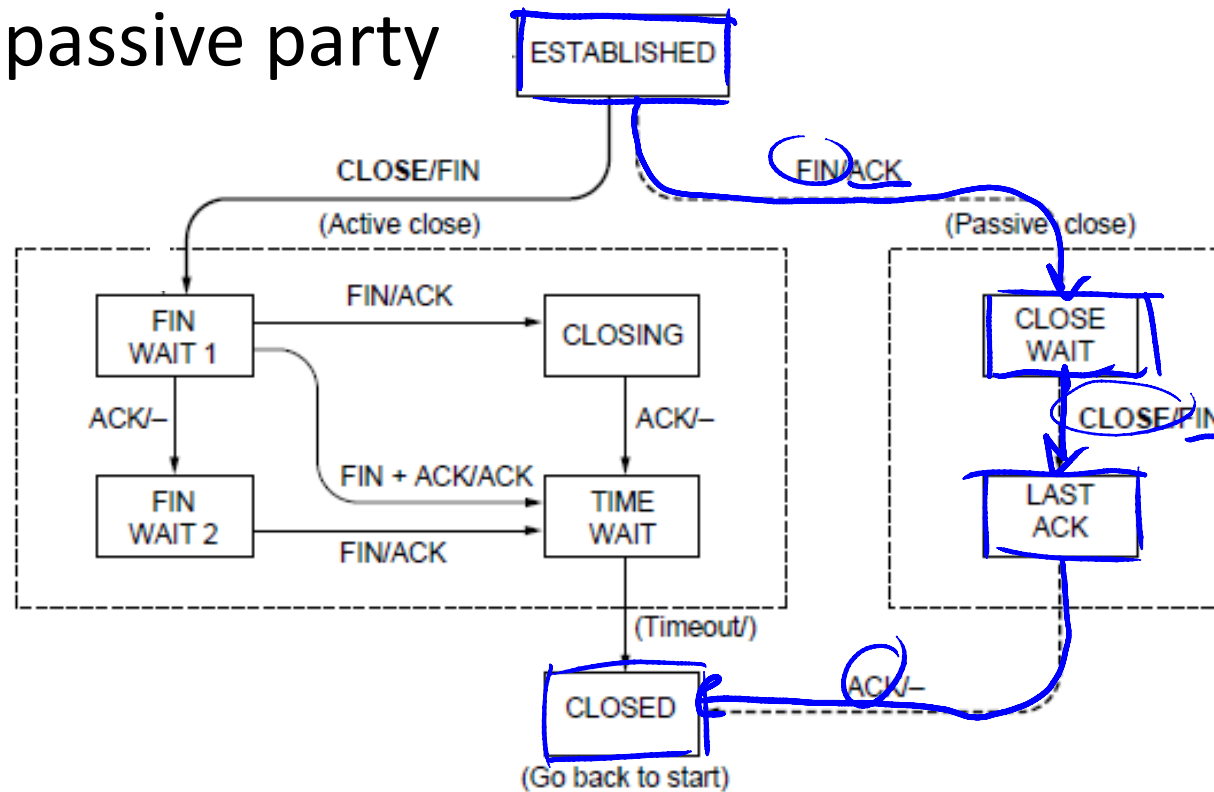 passive party
ESTABLISHED
CLOSE/FIN
FIN/ACK
(Active close)
(Passive close)
FIN
WAIT 1
FIN/ACK
CLOSING
CLOSE
WAIT
ACK/–
ACK/–
CLOSE/FIN
FIN + ACK/ACK
FIN
WAIT 2
TIME
WAIT
LAST
ACK
FIN/ACK
(Timeout/)
CLOSED
ACK/–
(Go back to start)